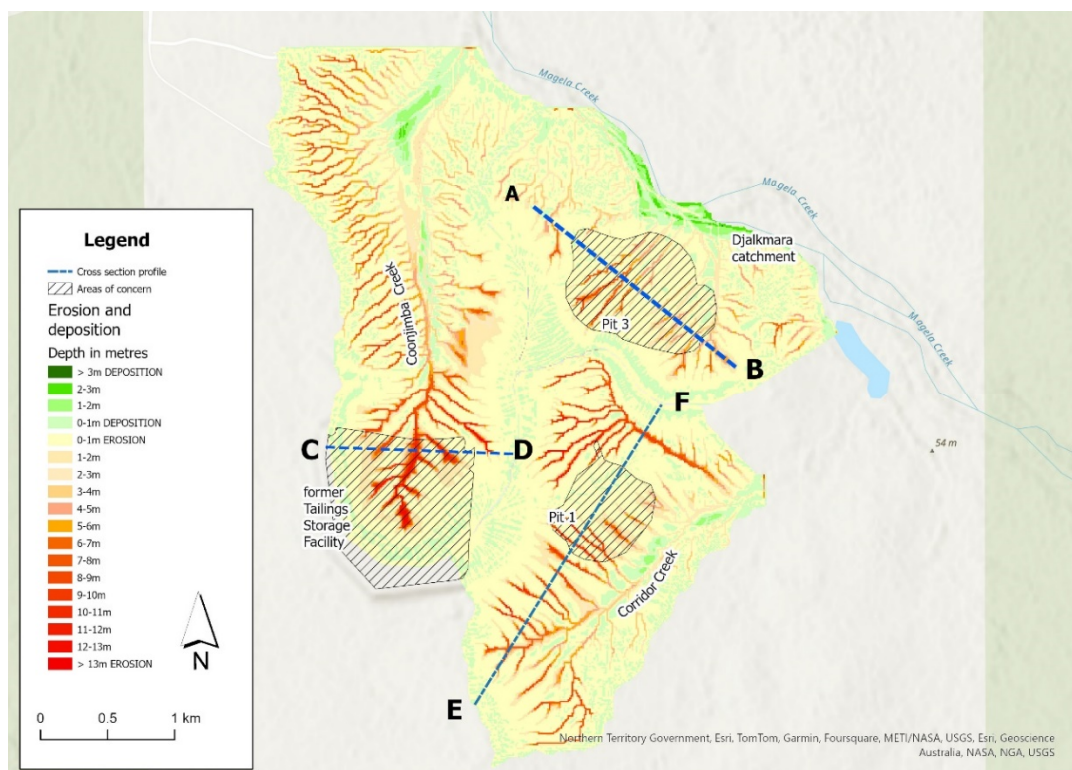 Magela Creek
A
Magela Creek
Djalkmara
catchment
Legend
Cross section profile
Areas of concern
Erosion and
deposition
Depth in metres
> 3m DEPOSITION
2-3m
1-2m
0-1m DEPOSITION
0-1m EROSION
1-2m
2-3m
3-4m
4-5m
5-6m
6-7m
7-8m
8-9m
9-10m
10-11m
11-12m
12-13m
> 13m EROSION
N
0 0.5 1 km
Coonjimba Creek
Pit 3
Magela Creek
B
F
C
D
54 m
former
Tailings
Storage
Facility
Pit 1
Corridor Creek
E
Northern Territory Government, Esri, TomTom, Garmin, Foursquare, METI/NASA, USGS, Esri, Geoscience
Australia, NASA, NGA, USGS